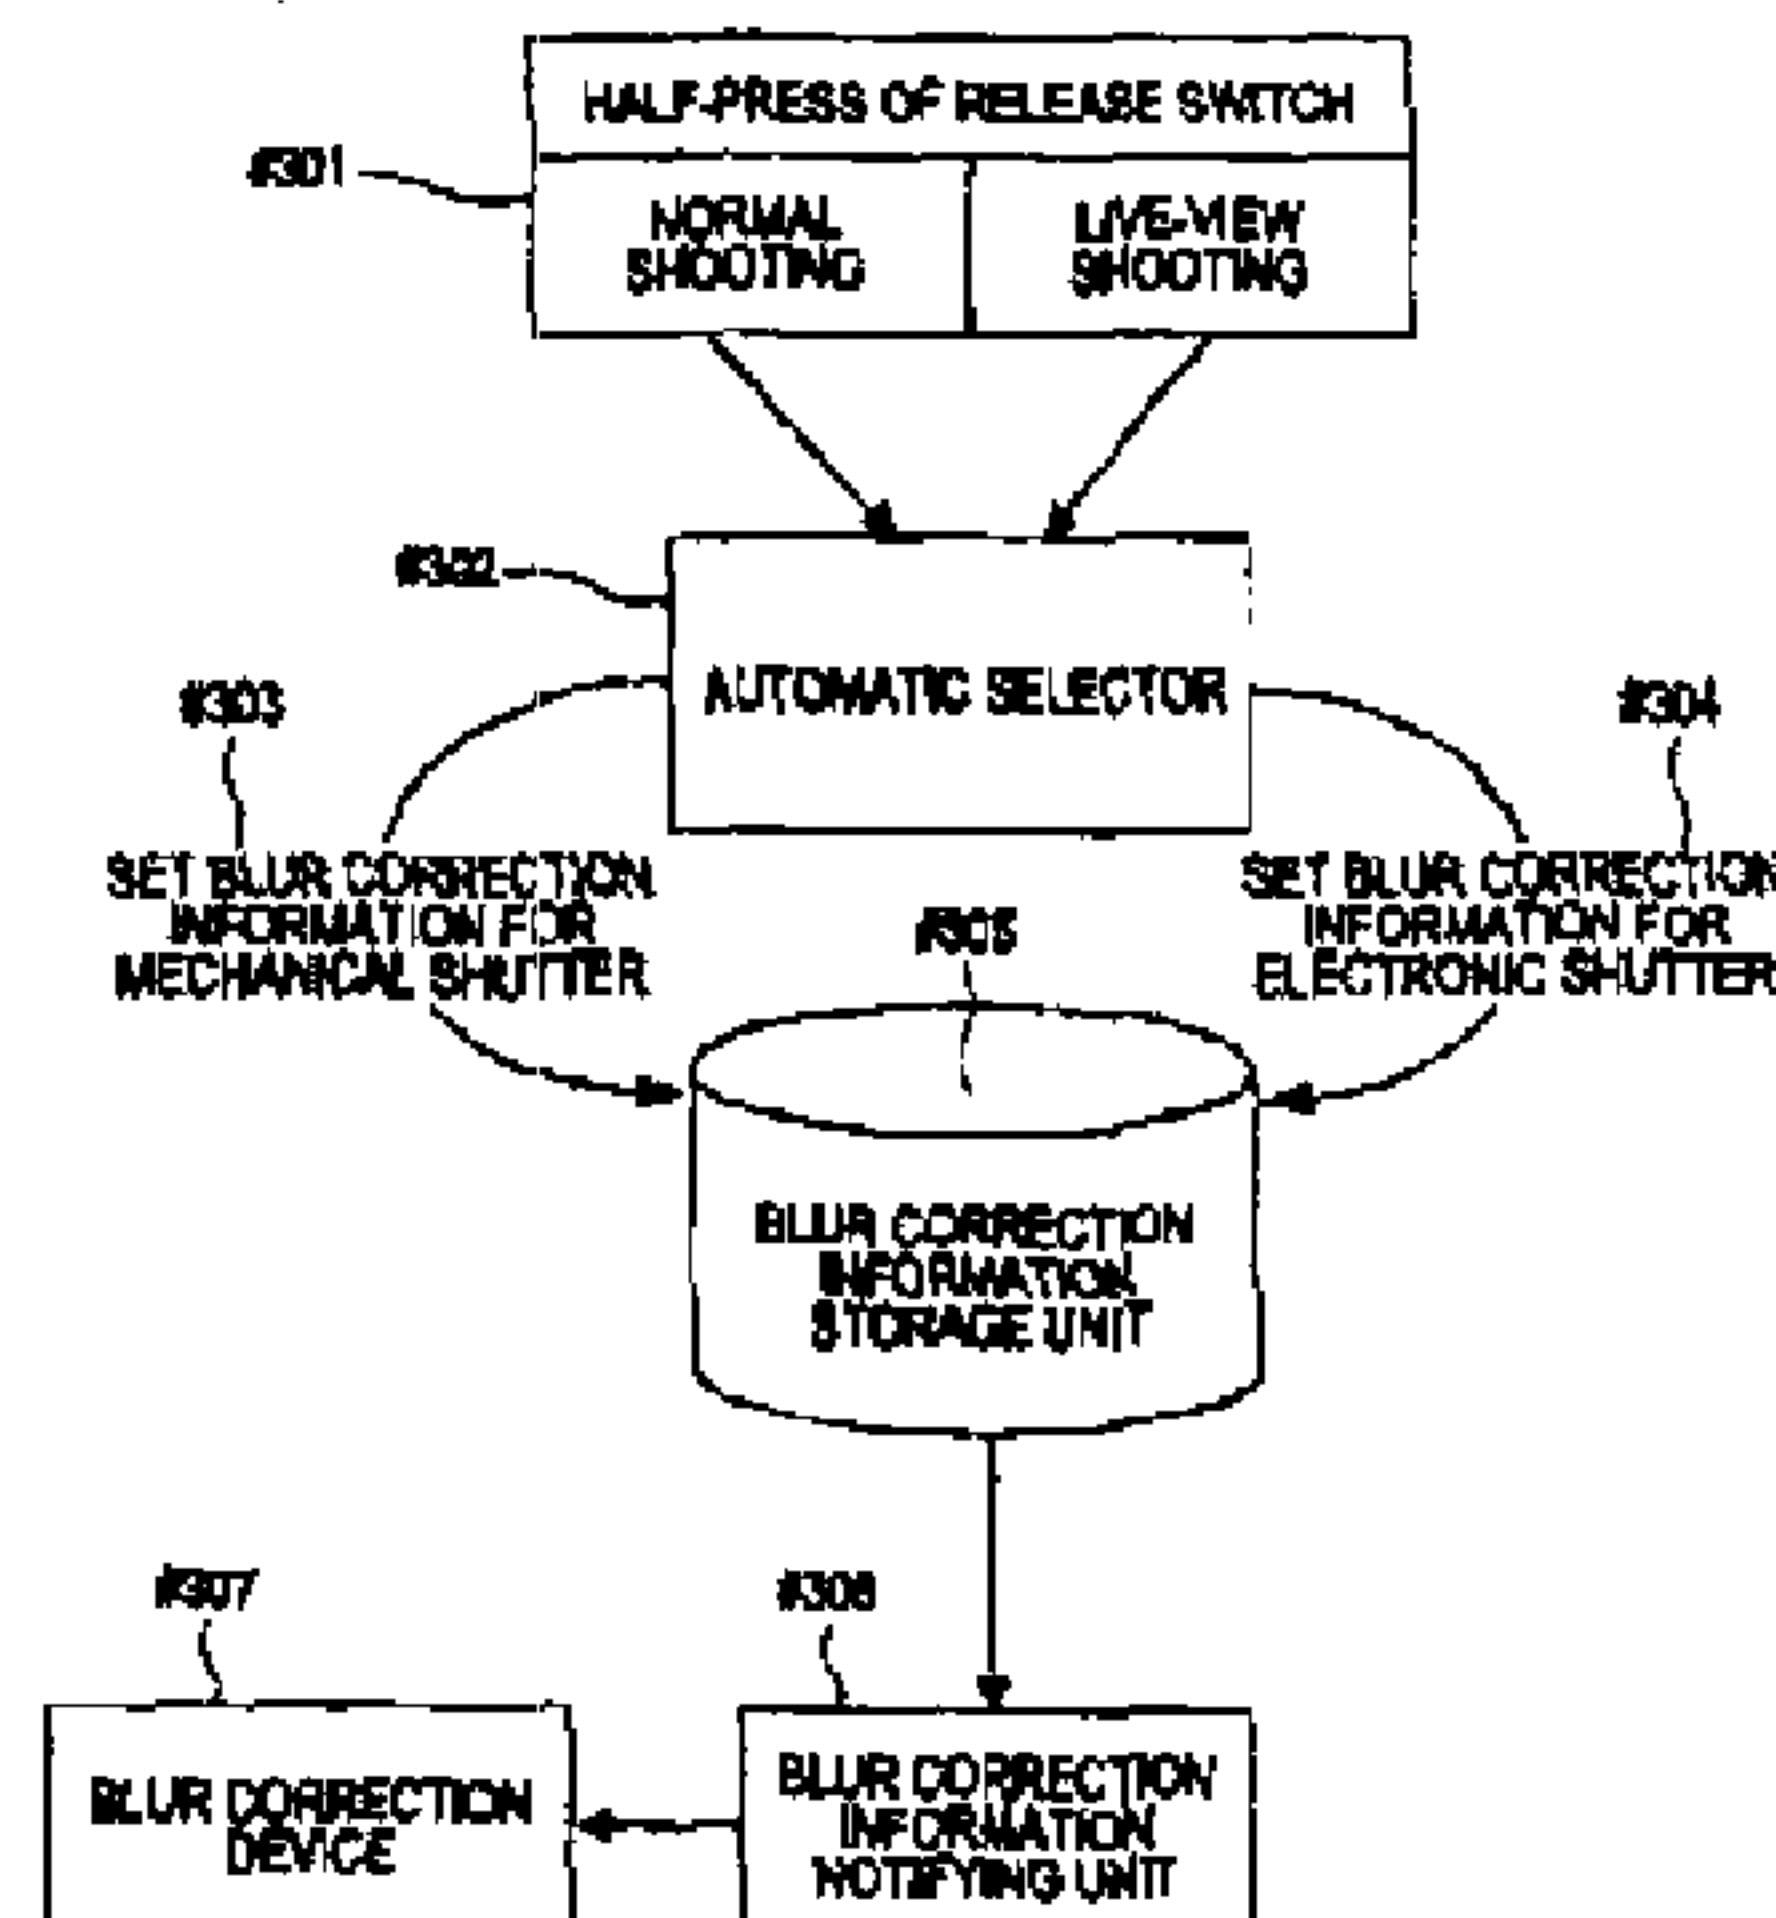 HALF-PRESS OF RELEASE SWITCH
#301
NORMAL
SHOOTING
LIVE-VIEW
SHOOTING
#302
AUTOMATIC SELECTOR
#303
#304
SET BLUR CORRECTION
INFORMATION FOR
MECHANICAL SHUTTER
SET BLUR CORRECTION
INFORMATION FOR
ELECTRONIC SHUTTER
#305
BLUR CORRECTION
INFORMATION
STORAGE UNIT
#307
#306
BLUR CORRECTION
DEVICE
BLUR CORRECTION
INFORMATION
NOTIFYING UNIT